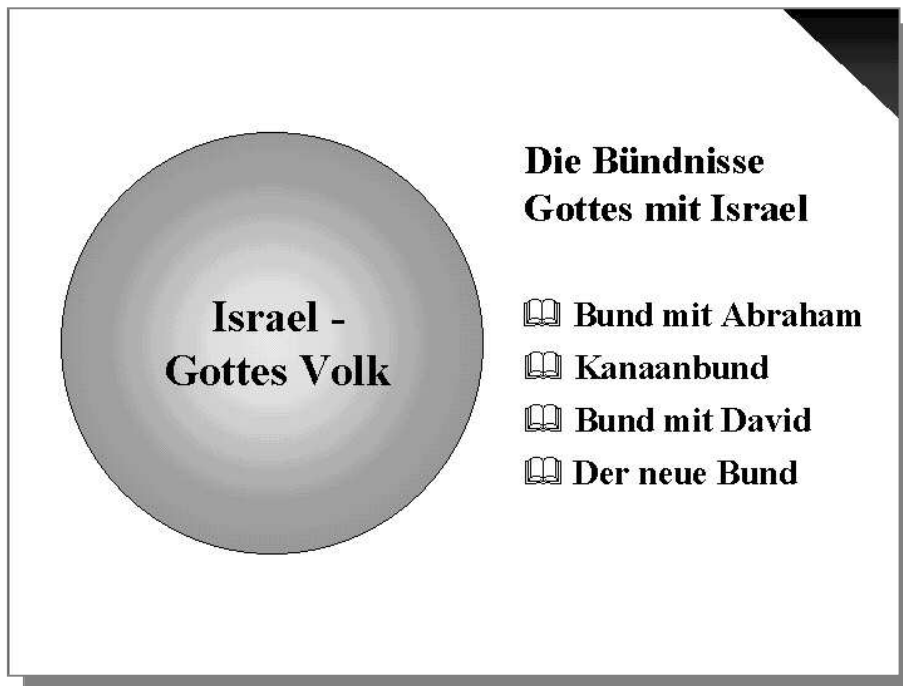 Israel -
Gottes Volk
Die Bündnisse
Gottes mit Israel
Bund mit Abraham
Kanaanbund
Bund mit David
Der neue Bund